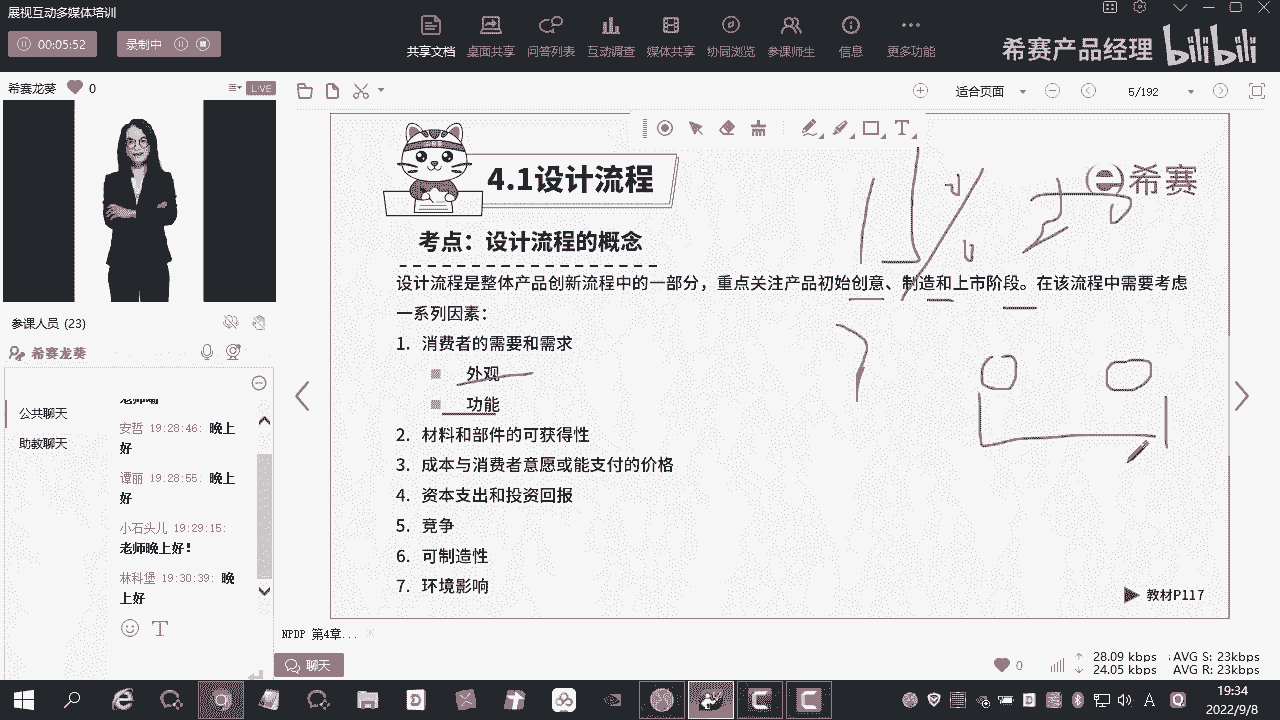 展视互动多媒体培训
00:05:52
录制中
共享文档
桌面共享
问答列表
互动调查
媒体共享
协同浏览
参课师生
信息
更多功能
希赛产品经理
bilibili
希赛龙葵
0
LIVE
适合页面
5/192
参课人员 (23)
希赛龙葵
公共聊天
助教聊天
安哲 19:28:46: 晚上
好
谭丽 19:28:55: 晚上
好
小石头儿 19:29:15:
老师晚上好!
林科堡 19:30:39: 晚
上好
4.1设计流程
希赛
考点：设计流程的概念
设计流程是整体产品创新流程中的一部分，重点关注产品初始创意、制造和上市阶段。在该流程中需要考虑
一系列因素：
1. 消费者的需要和需求
外观
功能
2. 材料和部件的可获得性
3. 成本与消费者意愿或能支付的价格
4. 资本支出和投资回报
5. 竞争
6. 可制造性
7. 环境影响
教材P117
NPDP 第4章...
聊天
0
28.09 kbps
AVG S: 23kbps
24.05 kbps
AVG R: 23kbps
19:34
2022/9/8